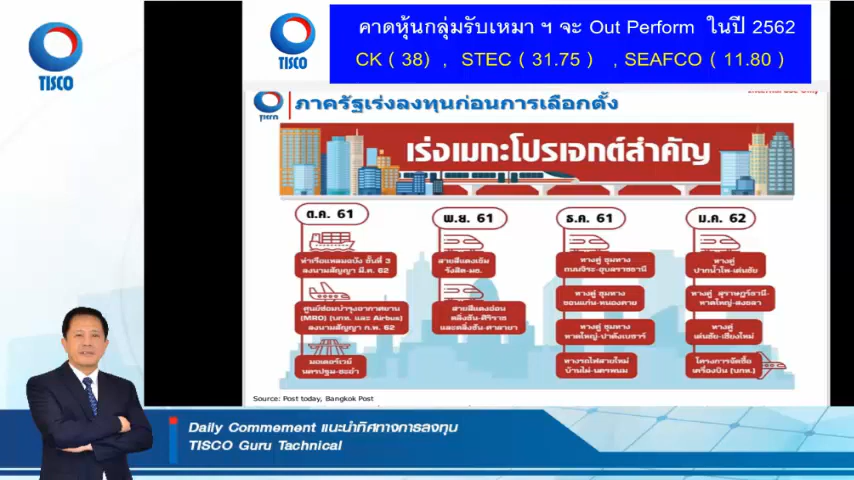 TISCO
TISCO
คาดหุ้นกลุ่มรับเหมา ฯ จะ Out Perform ในปี 2562
CK ( 38) , STEC ( 31.75 ) , SEAFCO ( 11.80 )
TISCO
ภาครัฐเร่งลงทุนก่อนการเลือกตั้ง
เร่งเมกะโปรเจกต์สำคัญ
ต.ค. 61
ท่าเรือแหลมฉบัง ขั้นที่ 3
ลงนามสัญญา มี.ค. 62
ศูนย์ซ่อมบำรุงอากาศยาน
(MRO) (บกท. และ Airbus)
ลงนามสัญญา ก.พ. 62
มอเตอร์เวย์
นครปฐม-ชะอำ
พ.ย. 61
สายสีแดงเข้ม
รังสิต-มธ.
สายสีแดงอ่อน
ตลิ่งชัน-ศิริราช
และตลิ่งชัน-ศาลายา
ธ.ค. 61
ทางคู่ ชุมทาง
ถนนจิระ-อุบลราชธานี
ทางคู่ ชุมทาง
ขอนแก่น-หนองคาย
ทางคู่ ชุมทาง
หาดใหญ่-ปาดังเบซาร์
ทางรถไฟสายใหม่
บ้านไผ่-นครพนม
ม.ค. 62
ทางคู่
ปากน้ำโพ-เด่นชัย
ทางคู่ สุราษฎร์ธานี-
หาดใหญ่-สงขลา
ทางคู่
เด่นชัย-เชียงใหม่
โครงการจัดซื้อ
เครื่องบิน (บกท.)
Source: Post today, Bangkok Post
Daily Commement แนะนำทิศทางการลงทุน
TISCO Guru Tachnical